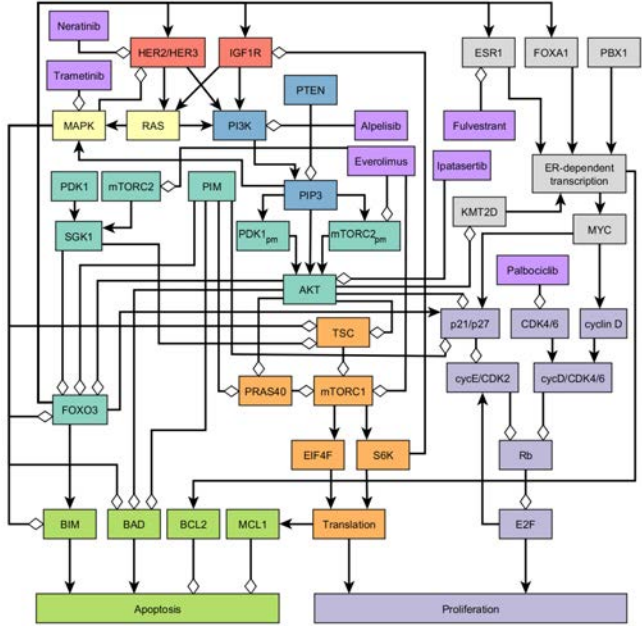 Neratinib
HER2/HER3
IGF1R
ESR1
FOXA1
PBX1
Trametinib
PTEN
MAPK
RAS
PI3K
Alpelisib
Fulvestrant
Everolimus
Ipatasertib
ER-dependent
transcription
PDK1
mTORC2
PIM
PIP3
KMT2D
SGK1
PDK1pm
mTORC2pm
MYC
AKT
Palbociclib
TSC
p21/p27
CDK4/6
cyclin D
PRAS40
mTORC1
cycE/CDK2
cycD/CDK4/6
FOXO3
EIF4F
S6K
Rb
BIM
BAD
BCL2
MCL1
Translation
E2F
Apoptosis
Proliferation